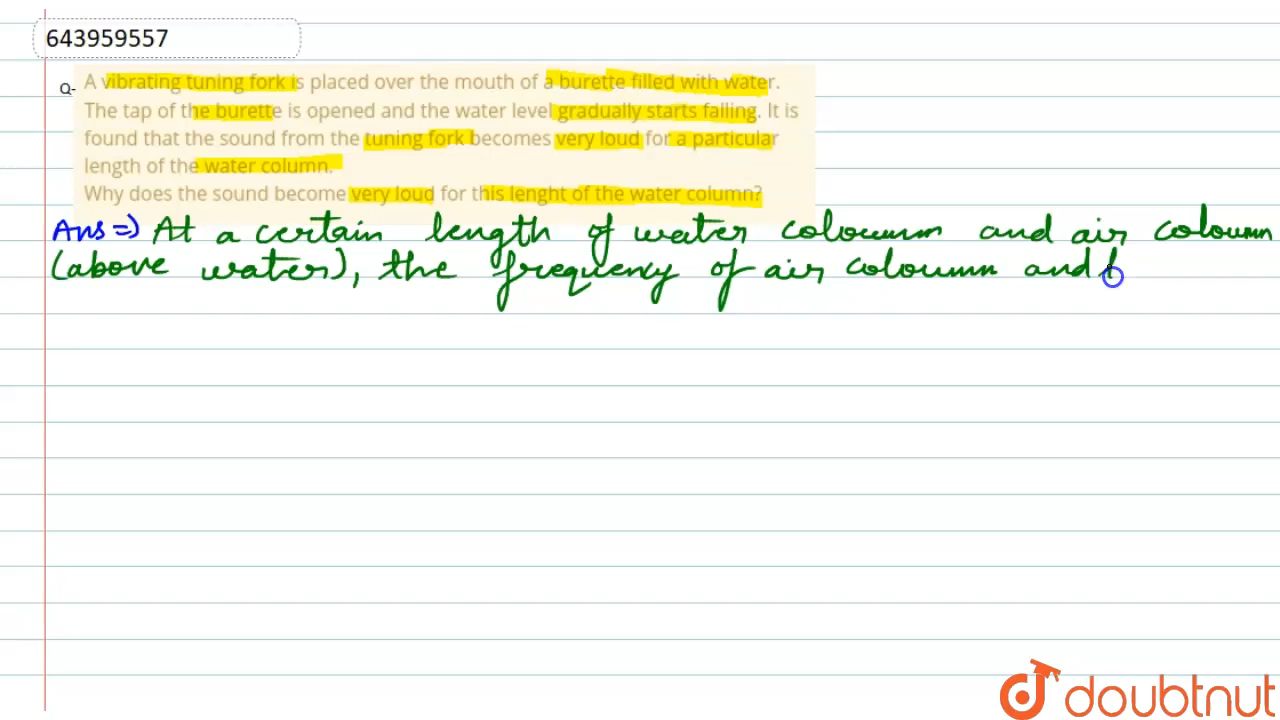 643959557
Q- A vibrating tuning fork is placed over the mouth of a burette filled with water.
The tap of the burette is opened and the water level gradually starts falling. It is
found that the sound from the tuning fork becomes very loud for a particular
length of the water column.
Why does the sound become very loud for this lenght of the water column?
Ans => At a certain length of water coloumn and air coloumn
(above water), the frequency of air coloumn and
doubtnut